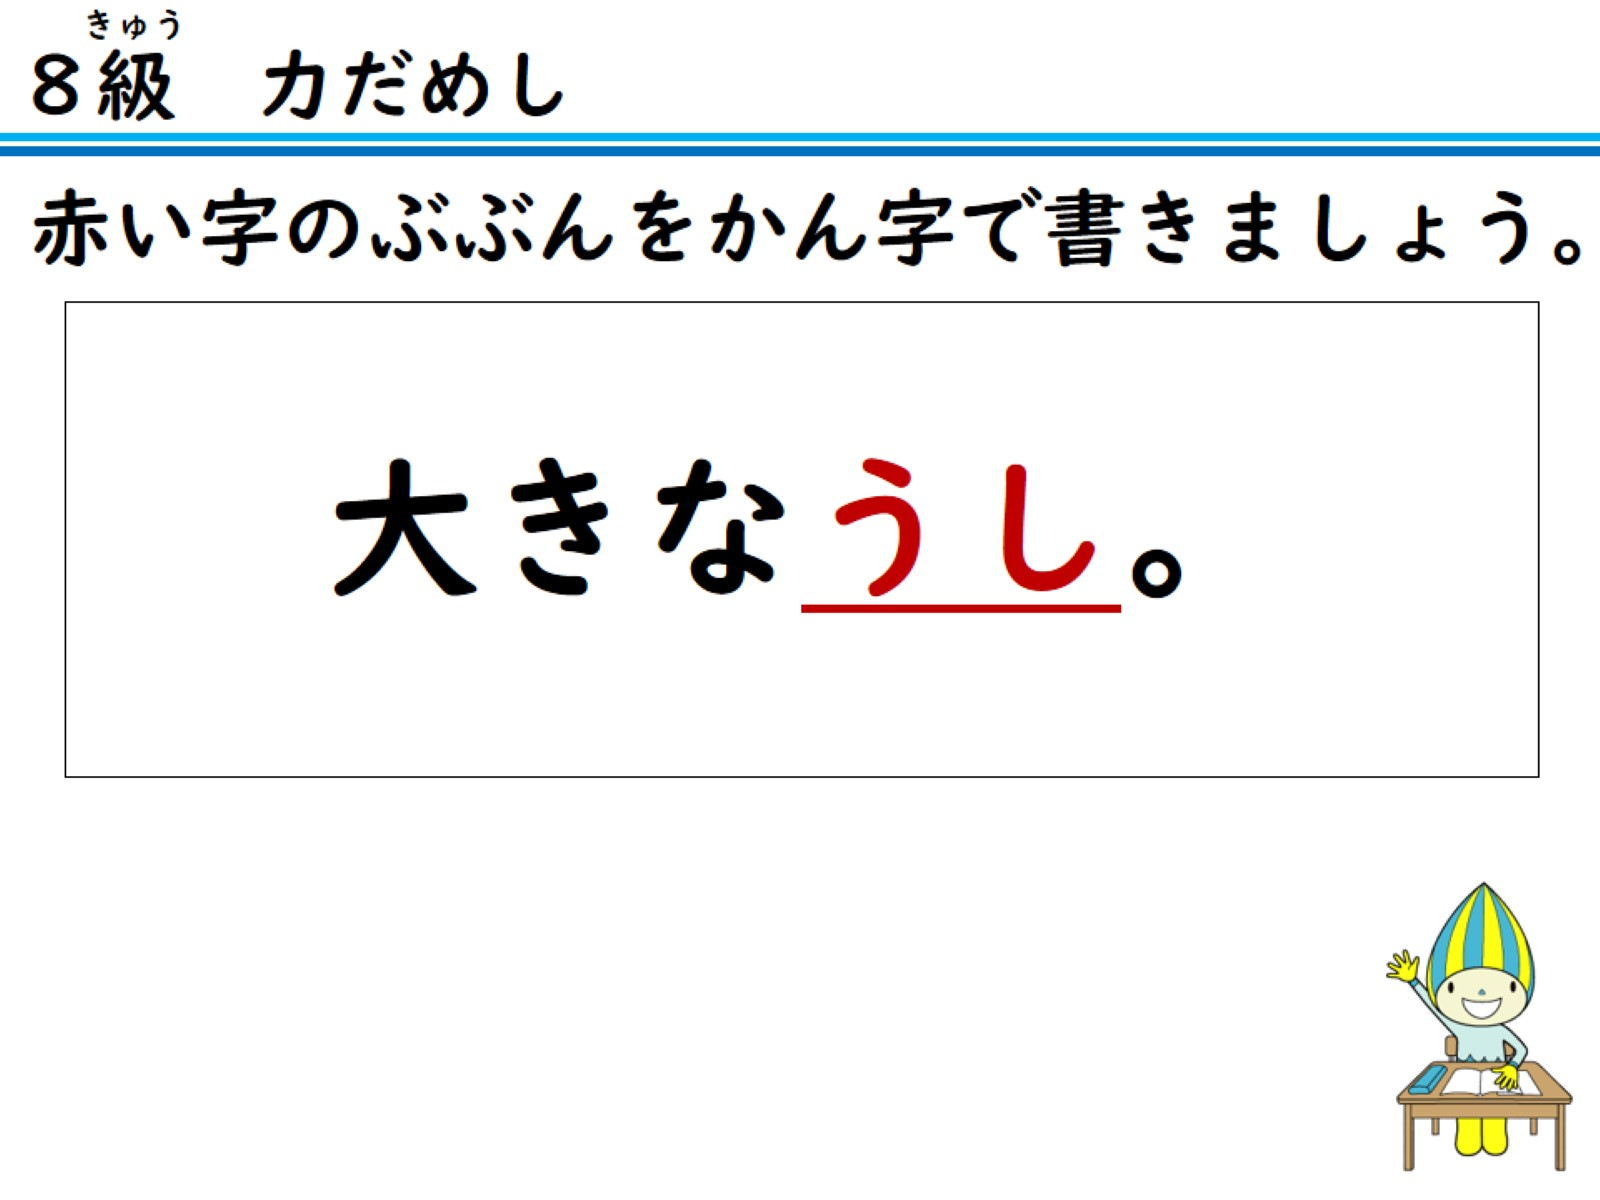 きゅう
８級　力だめし
赤い字のぶぶんをかん字で書きましょう。
大きなうし。